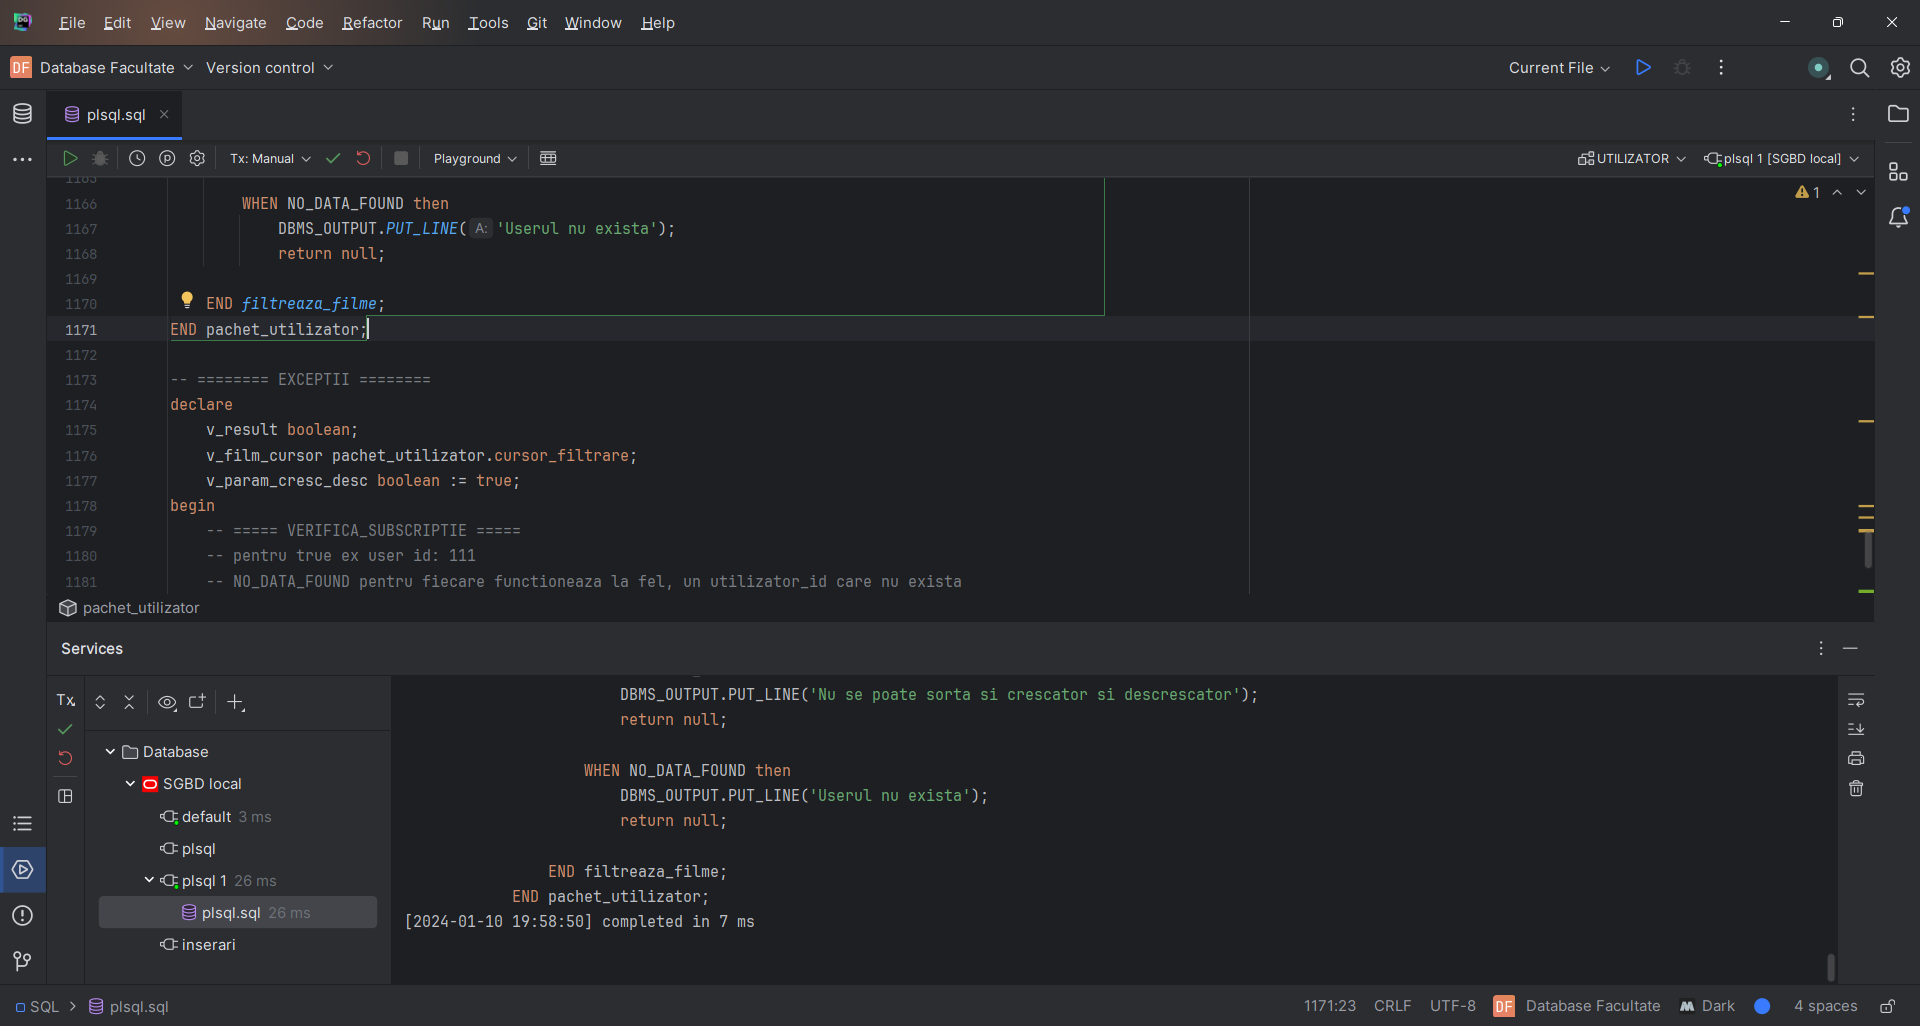 File Edit View Navigate Code Refactor Run Tools Git Window Help
DF Database Facultate Version control Current File
plsql.sql
Tx: Manual Playground UTILIZATOR plsql 1 [SGBD local]
1165
1166 WHEN NO_DATA_FOUND then
1
1167 DBMS_OUTPUT.PUT_LINE( A: 'Userul nu exista');
1168 return null;
1169
1170 END filtreaza_filme;
1171 END pachet_utilizator;
1172
1173 -- ======== EXCEPTII ========
1174 declare
1175 v_result boolean;
1176 v_film_cursor pachet_utilizator.cursor_filtrare;
1177 v_param_cresc_desc boolean := true;
1178 begin
1179 -- ===== VERIFICA_SUBSCRIPTIE =====
1180 -- pentru true ex user id: 111
1181 -- NO_DATA_FOUND pentru fiecare functioneaza la fel, un utilizator_id care nu exista
pachet_utilizator
Services
Tx
Database
SGBD local
default 3 ms
plsql
plsql 1 26 ms
plsql.sql 26 ms
inserari
DBMS_OUTPUT.PUT_LINE('Nu se poate sorta si crescator si descrescator');
return null;
WHEN NO_DATA_FOUND then
DBMS_OUTPUT.PUT_LINE('Userul nu exista');
return null;
END filtreaza_filme;
END pachet_utilizator;
[2024-01-10 19:58:50] completed in 7 ms
SQL > plsql.sql 1171:23 CRLF UTF-8 DF Database Facultate Dark 4 spaces